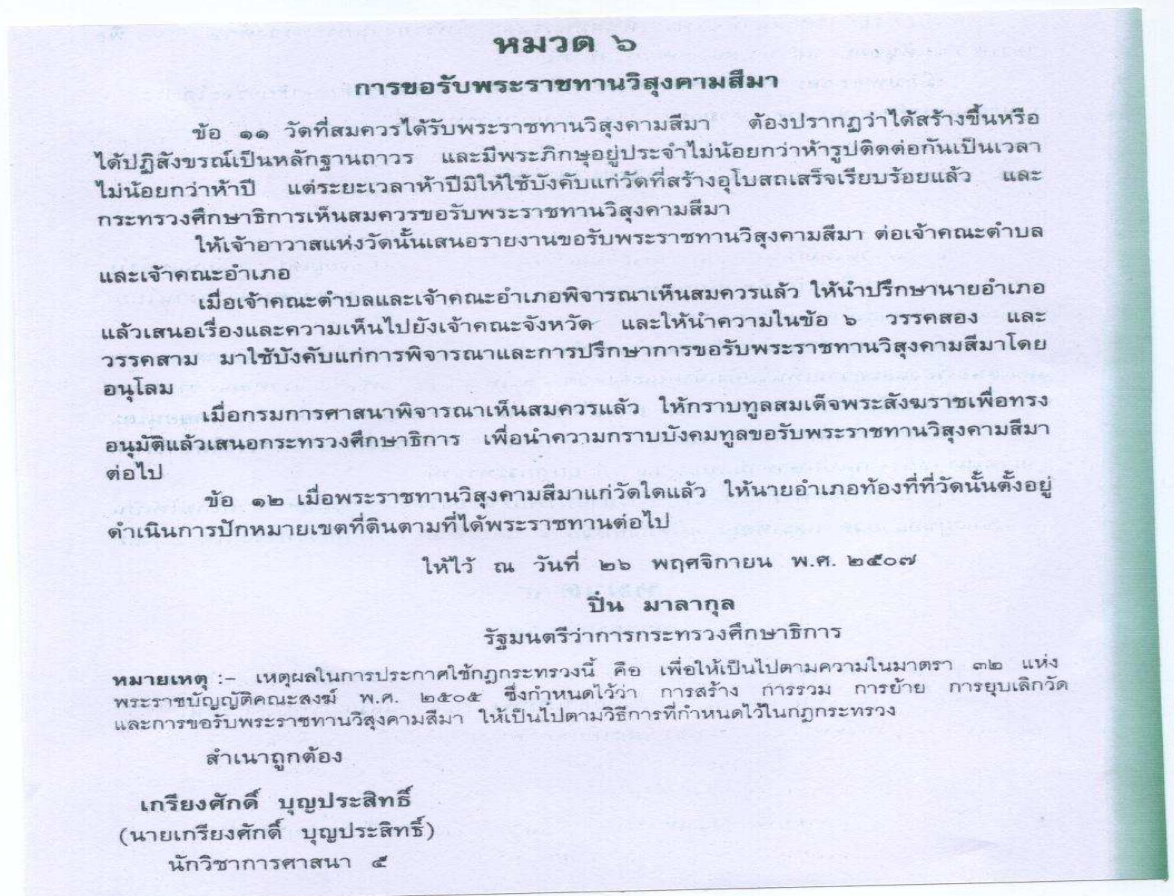 หมวด ๖
การขอรับพระราชทานวิสุงคามสีมา
ข้อ ๑๑ วัดที่สมควรได้รับพระราชทานวิสุงคามสีมา ต้องปรากฏว่าได้สร้างขึ้นหรือ
ได้ปฏิสังขรณ์เป็นหลักฐานถาวร และมีพระภิกษุอยู่ประจำไม่น้อยกว่าห้ารูปติดต่อกันเป็นเวลา
ไม่น้อยกว่าห้าปี แต่ระยะเวลาห้าปีมิให้ใช้บังคับแก่วัดที่สร้างอุโบสถเสร็จเรียบร้อยแล้ว และ
กระทรวงศึกษาธิการเห็นสมควรขอรับพระราชทานวิสุงคามสีมา
ให้เจ้าอาวาสแห่งวัดนั้นเสนอรายงานขอรับพระราชทานวิสุงคามสีมา ต่อเจ้าคณะตำบล
และเจ้าคณะอำเภอ
เมื่อเจ้าคณะตำบลและเจ้าคณะอำเภอพิจารณาเห็นสมควรแล้ว ให้นำปรึกษานายอำเภอ
แล้วเสนอเรื่องและความเห็นไปยังเจ้าคณะจังหวัด และให้นำความในข้อ ๖ วรรคสอง และ
วรรคสาม มาใช้บังคับแก่การพิจารณาและการปรึกษาการขอรับพระราชทานวิสุงคามสีมาโดย
อนุโลม
เมื่อกรมการศาสนาพิจารณาเห็นสมควรแล้ว ให้กราบทูลสมเด็จพระสังฆราชเพื่อทรง
อนุมัติแล้วเสนอกระทรวงศึกษาธิการ เพื่อนำความกราบบังคมทูลขอรับพระราชทานวิสุงคามสีมา
ต่อไป
ข้อ ๑๒ เมื่อพระราชทานวิสุงคามสีมาแก่วัดใดแล้ว ให้นายอำเภอท้องที่ที่วัดนั้นตั้งอยู่
ดำเนินการปักหมายเขตที่ดินตามที่ได้พระราชทานต่อไป
ให้ไว้ ณ วันที่ ๒๖ พฤศจิกายน พ.ศ. ๒๕๐๗
ปิ่น มาลากุล
รัฐมนตรีว่าการกระทรวงศึกษาธิการ
หมายเหตุ :– เหตุผลในการประกาศใช้กฎกระทรวงนี้ คือ เพื่อให้เป็นไปตามความในมาตรา ๓๒ แห่ง
พระราชบัญญัติคณะสงฆ์ พ.ศ. ๒๕๐๕ ซึ่งกำหนดไว้ว่า การสร้าง การรวม การย้าย การยุบเลิกวัด
และการขอรับพระราชทานวิสุงคามสีมา ให้เป็นไปตามวิธีการที่กำหนดไว้ในกฎกระทรวง
สำเนาถูกต้อง
เกรียงศักดิ์ บุญประสิทธิ์
(นายเกรียงศักดิ์ บุญประสิทธิ์)
นักวิชาการศาสนา ๕